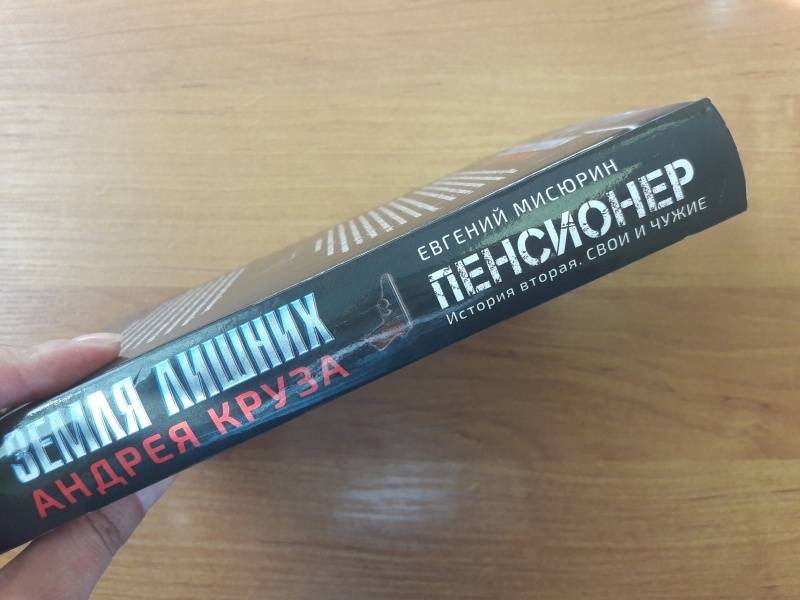 ЗЕМЛЯ ЛИШНИХ
АНДРЕЯ КРУЗА
ЕВГЕНИЙ МИСЮРИН
ПЕНСИОНЕР
История вторая. СВОИ И ЧУЖИЕ